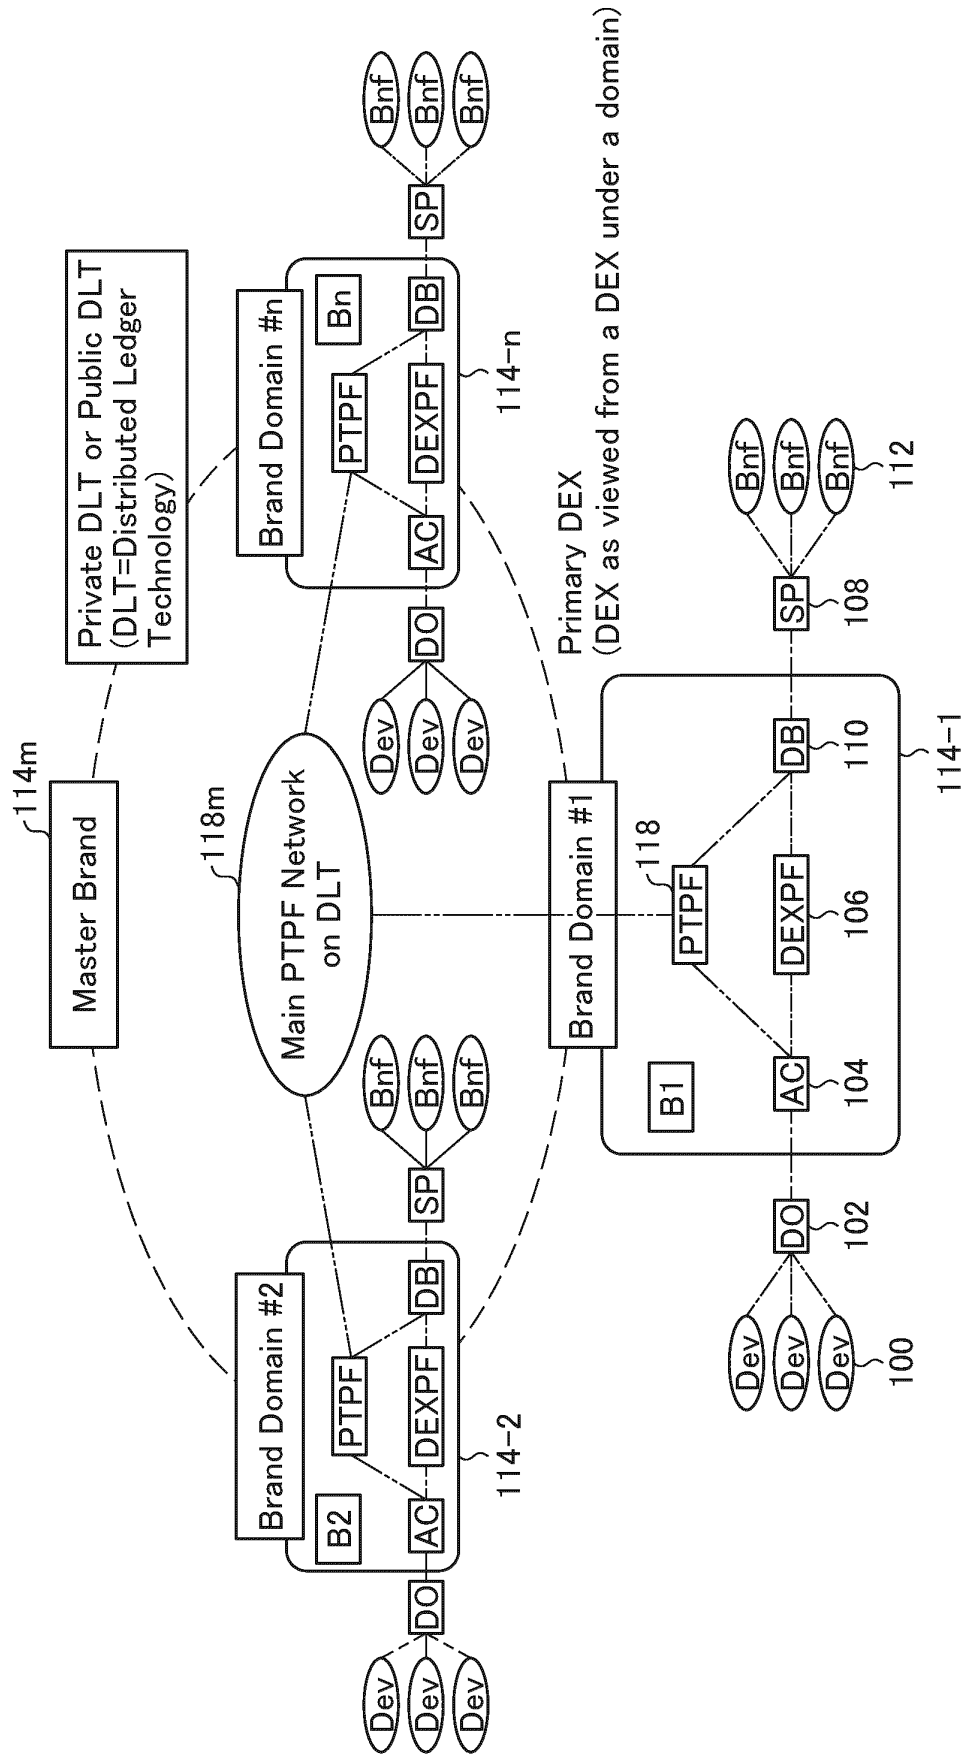 114m
Master Brand
Private DLT or Public DLT
(DLT=Distributed Ledger
Technology)
118m
Main PTPF Network
on DLT
Brand Domain #2
B2
PTPF
Dev
Dev
Dev
DO
AC
DEXPF
DB
SP
Bnf
Bnf
Bnf
114-2
Brand Domain #n
Bn
PTPF
Dev
Dev
Dev
DO
AC
DEXPF
DB
SP
Bnf
Bnf
Bnf
114-n
Primary DEX
(DEX as viewed from a DEX under a domain)
Brand Domain #1
B1
118
PTPF
Dev
Dev
Dev
100
DO
102
AC
104
DEXPF
106
DB
110
SP
108
Bnf
Bnf
Bnf
112
114-1